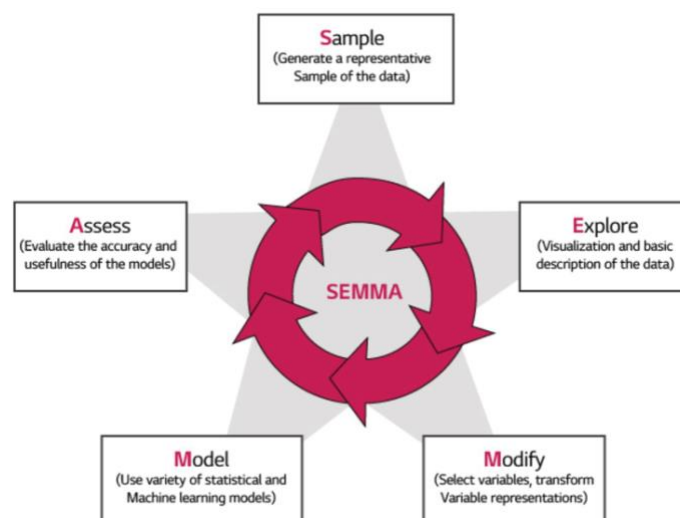 Sample
(Generate a representative
Sample of the data)
Assess
(Evaluate the accuracy and
usefulness of the models)
Explore
(Visualization and basic
description of the data)
SEMMA
Model
(Use variety of statistical and
Machine learning models)
Modify
(Select variables, transform
Variable representations)